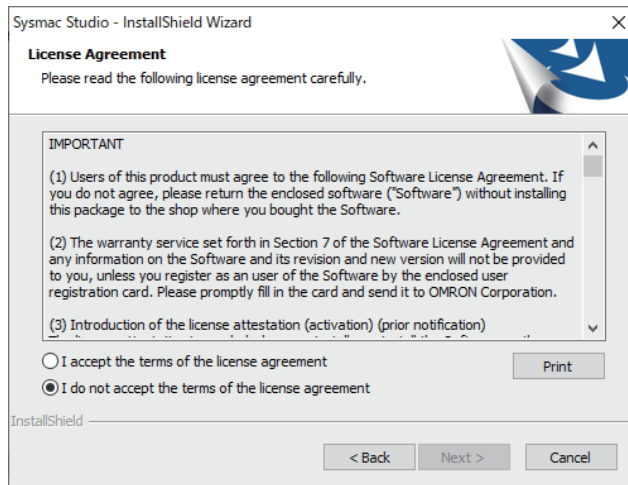 Sysmac Studio - InstallShield Wizard
License Agreement
Please read the following license agreement carefully.
IMPORTANT
(1) Users of this product must agree to the following Software License Agreement. If
you do not agree, please return the enclosed software ("Software") without installing
this package to the shop where you bought the Software.
(2) The warranty service set forth in Section 7 of the Software License Agreement and
any information on the Software and its revision and new version will not be provided
to you, unless you register as an user of the Software by the enclosed user
registration card. Please promptly fill in the card and send it to OMRON Corporation.
(3) Introduction of the license attestation (activation) (prior notification)
I accept the terms of the license agreement
Print
I do not accept the terms of the license agreement
InstallShield
< Back
Next >
Cancel